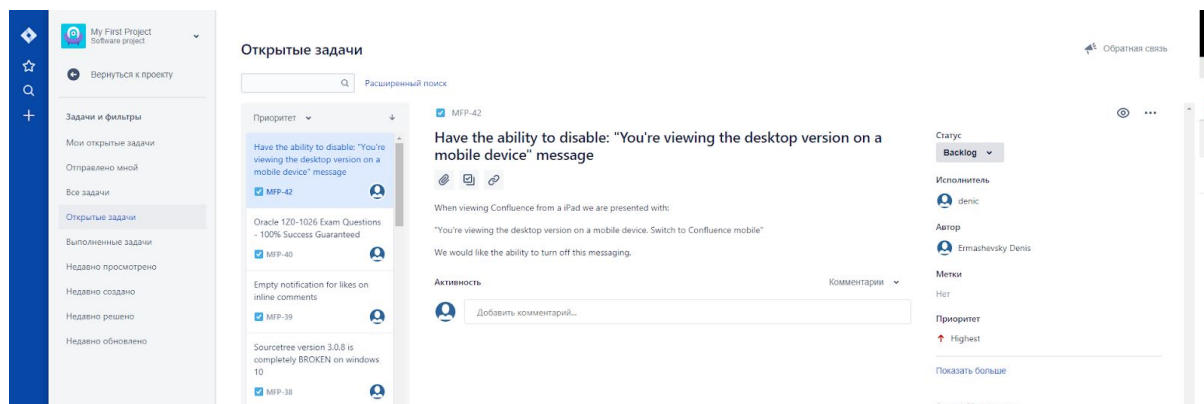 My First Project
Software project
Вернуться к проекту
Задачи и фильтры
Мои открытые задачи
Отправлено мной
Все задачи
Открытые задачи
Выполненные задачи
Недавно просмотрено
Недавно создано
Недавно решено
Недавно обновлено
Открытые задачи
Обратная связь
Расширенный поиск
Приоритет
Have the ability to disable: "You're
viewing the desktop version on a
mobile device" message
MFP-42
Oracle 1Z0-1026 Exam Questions
- 100% Success Guaranteed
MFP-40
Empty notification for likes on
inline comments
MFP-39
Sourcetree version 3.0.8 is
completely BROKEN on windows
10
MFP-38
MFP-42
Have the ability to disable: "You're viewing the desktop version on a
mobile device" message
When viewing Confluence from a iPad we are presented with:
"You're viewing the desktop version on a mobile device. Switch to Confluence mobile"
We would like the ability to turn off this messaging.
Активность
Комментарии
Добавить комментарий...
Статус
Backlog
Исполнитель
denic
Автор
Ermashevsky Denis
Метки
Нет
Приоритет
Highest
Показать больше